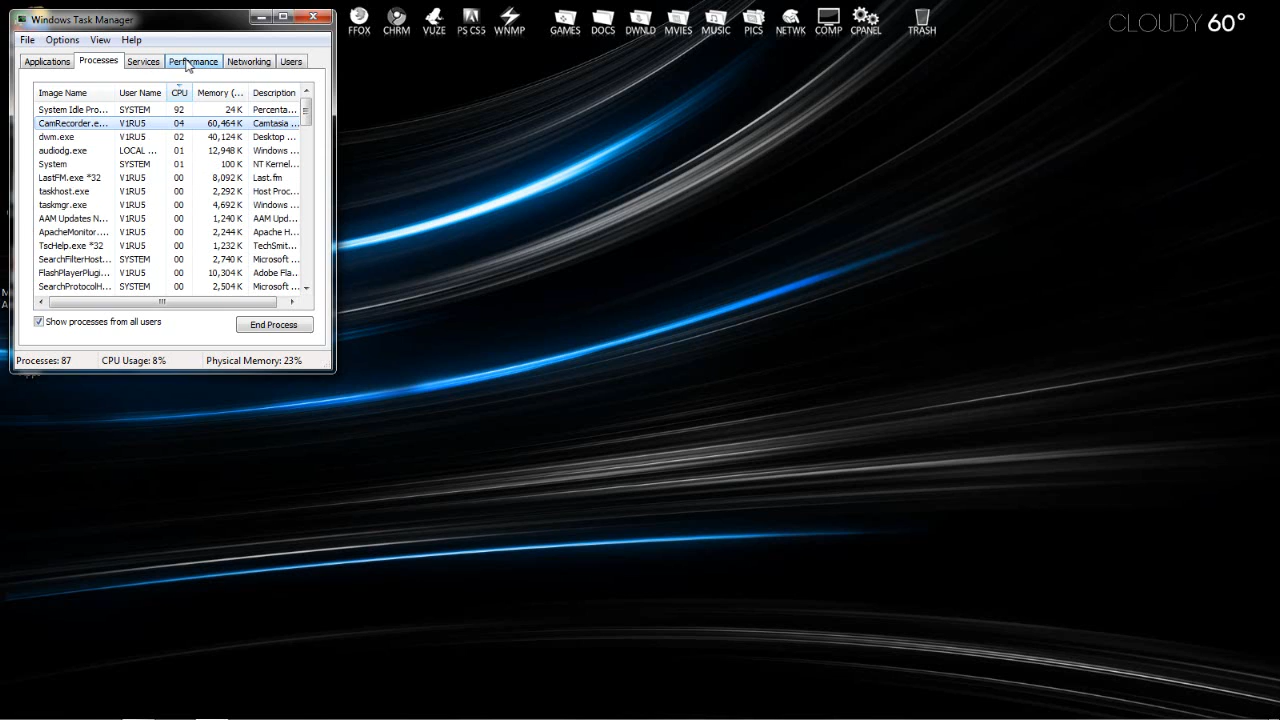 Windows Task Manager
File Options View Help
Applications Processes Services Performance Networking Users
Image Name User Name CPU Memory (... Description
System Idle Pro... SYSTEM 92 24 K Percenta...
CamRecorder.e... V1RU5 04 60,464 K Camtasia ...
dwm.exe V1RU5 02 40,124 K Desktop ...
audiodg.exe LOCAL ... 01 12,948 K Windows ...
System SYSTEM 01 100 K NT Kernel...
LastFM.exe *32 V1RU5 00 8,092 K Last.fm
taskhost.exe V1RU5 00 2,292 K Host Proc...
taskmgr.exe V1RU5 00 4,692 K Windows ...
AAM Updates N... V1RU5 00 1,240 K AAM Upd...
ApacheMonitor.... V1RU5 00 2,244 K Apache H...
TscHelp.exe *32 V1RU5 00 1,232 K TechSmit...
SearchFilterHost... SYSTEM 00 2,740 K Microsoft ...
FlashPlayerPlugi... V1RU5 00 10,304 K Adobe Fla...
SearchProtocolH... SYSTEM 00 2,504 K Microsoft ...
Show processes from all users End Process
Processes: 87 CPU Usage: 8% Physical Memory: 23%
FFOX CHRM VUZE PS CS5 WNMP GAMES DOCS DWNLD MVIES MUSIC PICS NETWK COMP CPANEL TRASH
CLOUDY 60°